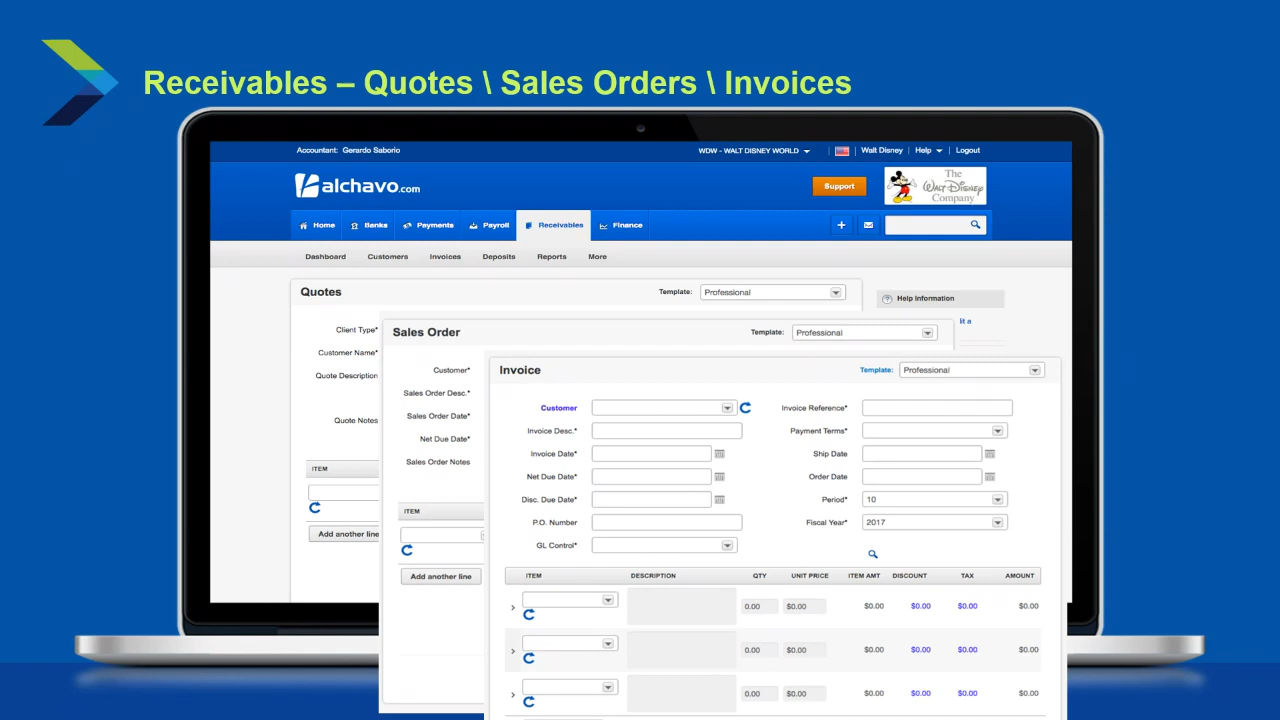 Receivables – Quotes \ Sales Orders \ Invoices
Accountant: Gerardo Saborio
WDW - WALT DISNEY WORLD | Walt Disney | Help | Logout
alchavo.com
Support
The
Walt Disney
Company
Home Banks Payments Payroll Receivables Finance
Dashboard Customers Invoices Deposits Reports More
Quotes
Template: Professional
Help Information
It a
Client Type*
Customer Name*
Quote Description
Quote Notes
ITEM
Add another line
Sales Order
Template: Professional
Customer*
Sales Order Desc.*
Sales Order Date*
Net Due Date*
Sales Order Notes
ITEM
Add another line
Invoice
Template: Professional
Customer Invoice Reference*
Invoice Desc.* Payment Terms*
Invoice Date* Ship Date
Net Due Date* Order Date
Disc. Due Date* Period* 10
P.O. Number Fiscal Year* 2017
GL Control*
ITEM DESCRIPTION QTY UNIT PRICE ITEM AMT DISCOUNT TAX AMOUNT
0.00 $0.00 $0.00 $0.00 $0.00 $0.00
0.00 $0.00 $0.00 $0.00 $0.00 $0.00
0.00 $0.00 $0.00 $0.00 $0.00 $0.00